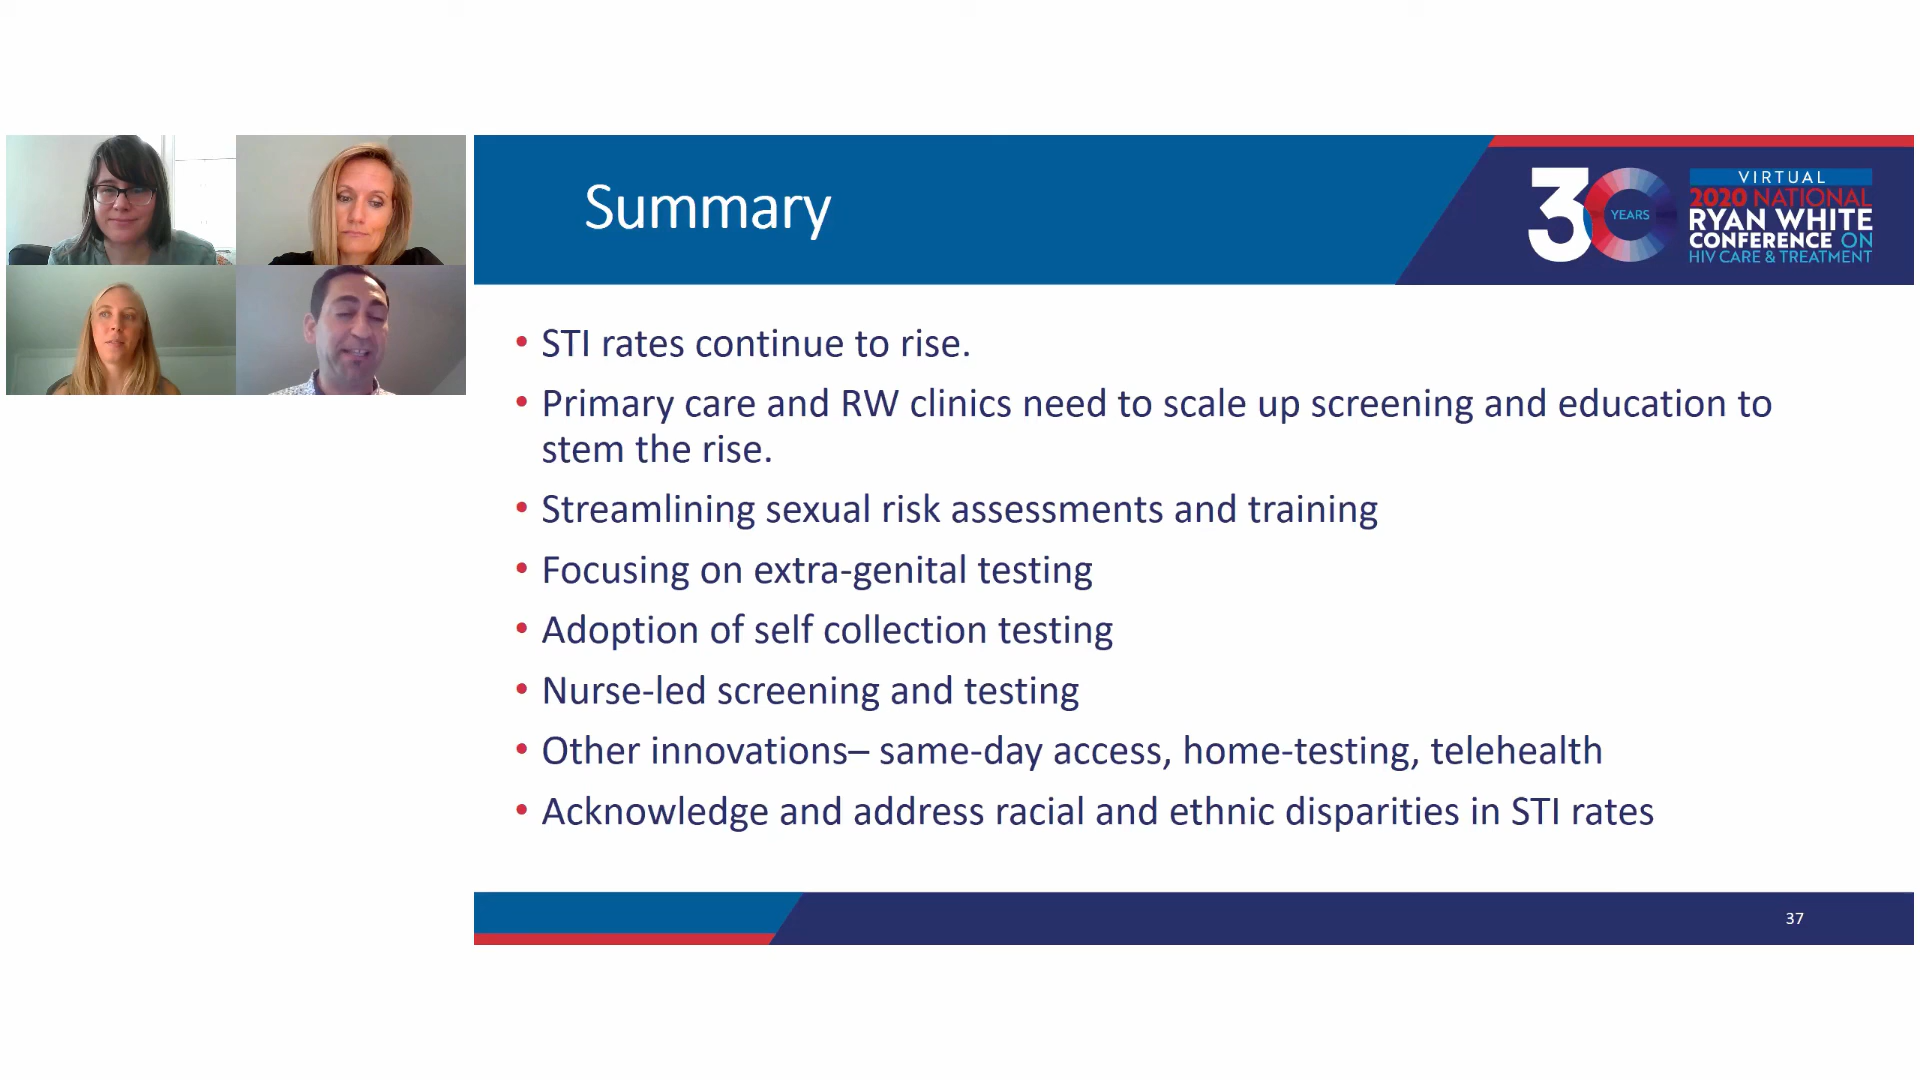 Summary
30
YEARS
VIRTUAL
2020 NATIONAL
RYAN WHITE
CONFERENCE ON
HIV CARE & TREATMENT
• STI rates continue to rise.
• Primary care and RW clinics need to scale up screening and education to
stem the rise.
• Streamlining sexual risk assessments and training
• Focusing on extra-genital testing
• Adoption of self collection testing
• Nurse-led screening and testing
• Other innovations– same-day access, home-testing, telehealth
• Acknowledge and address racial and ethnic disparities in STI rates
37